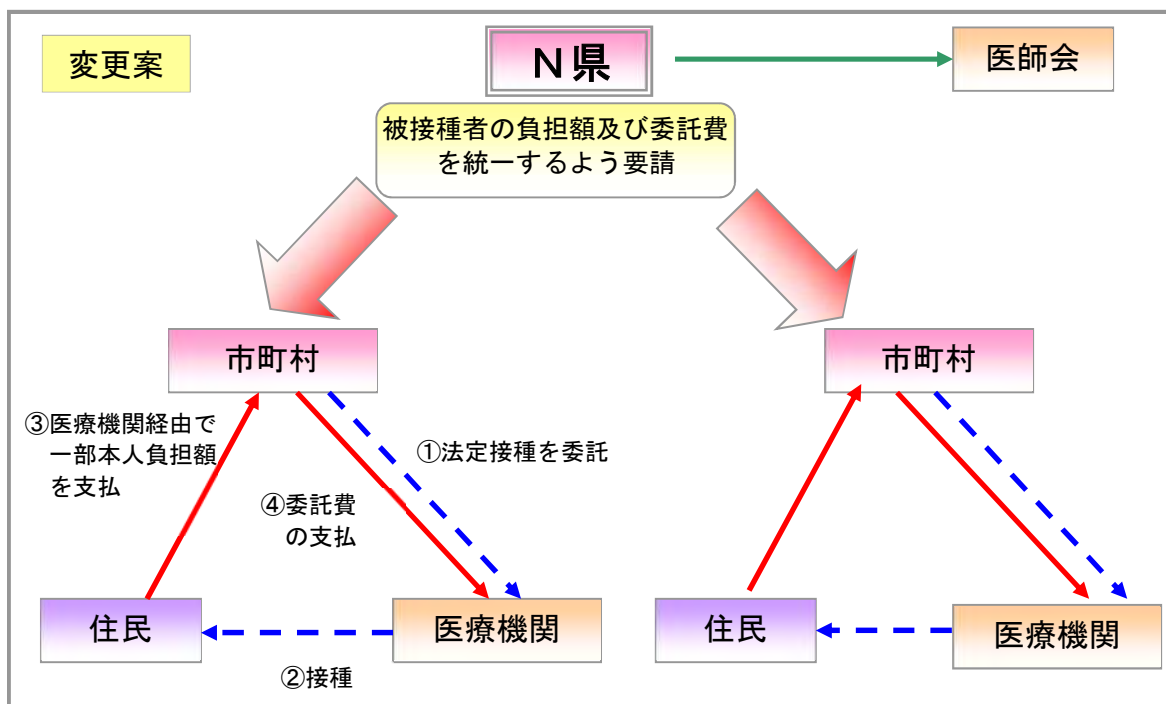 変更案
N県
医師会
被接種者の負担額及び委託費
を統一するよう要請
市町村
市町村
③医療機関経由で
一部本人負担額
を支払
①法定接種を委託
④委託費
の支払
住民
医療機関
住民
医療機関
②接種